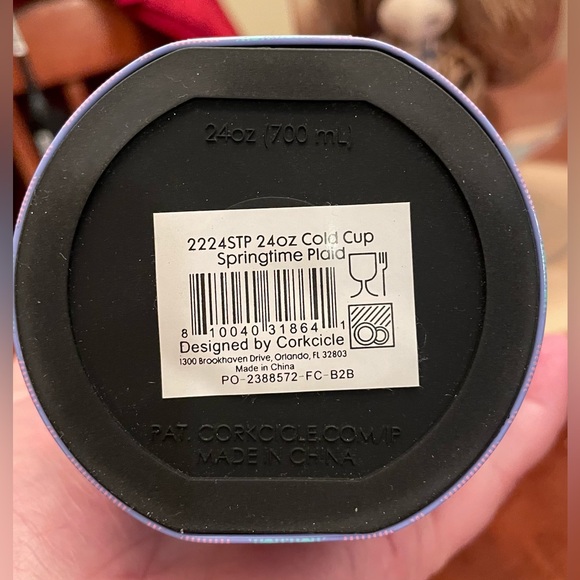 24oz (700 mL)
2224STP 24oz Cold Cup
Springtime Plaid
8 10040 31864 1
Designed by Corkcicle
1300 Brookhaven Drive, Orlando, FL 32803
Made in China
PO-2388572-FC-B2B
PAT. CORKCICLE.COM/IP
MADE IN CHINA